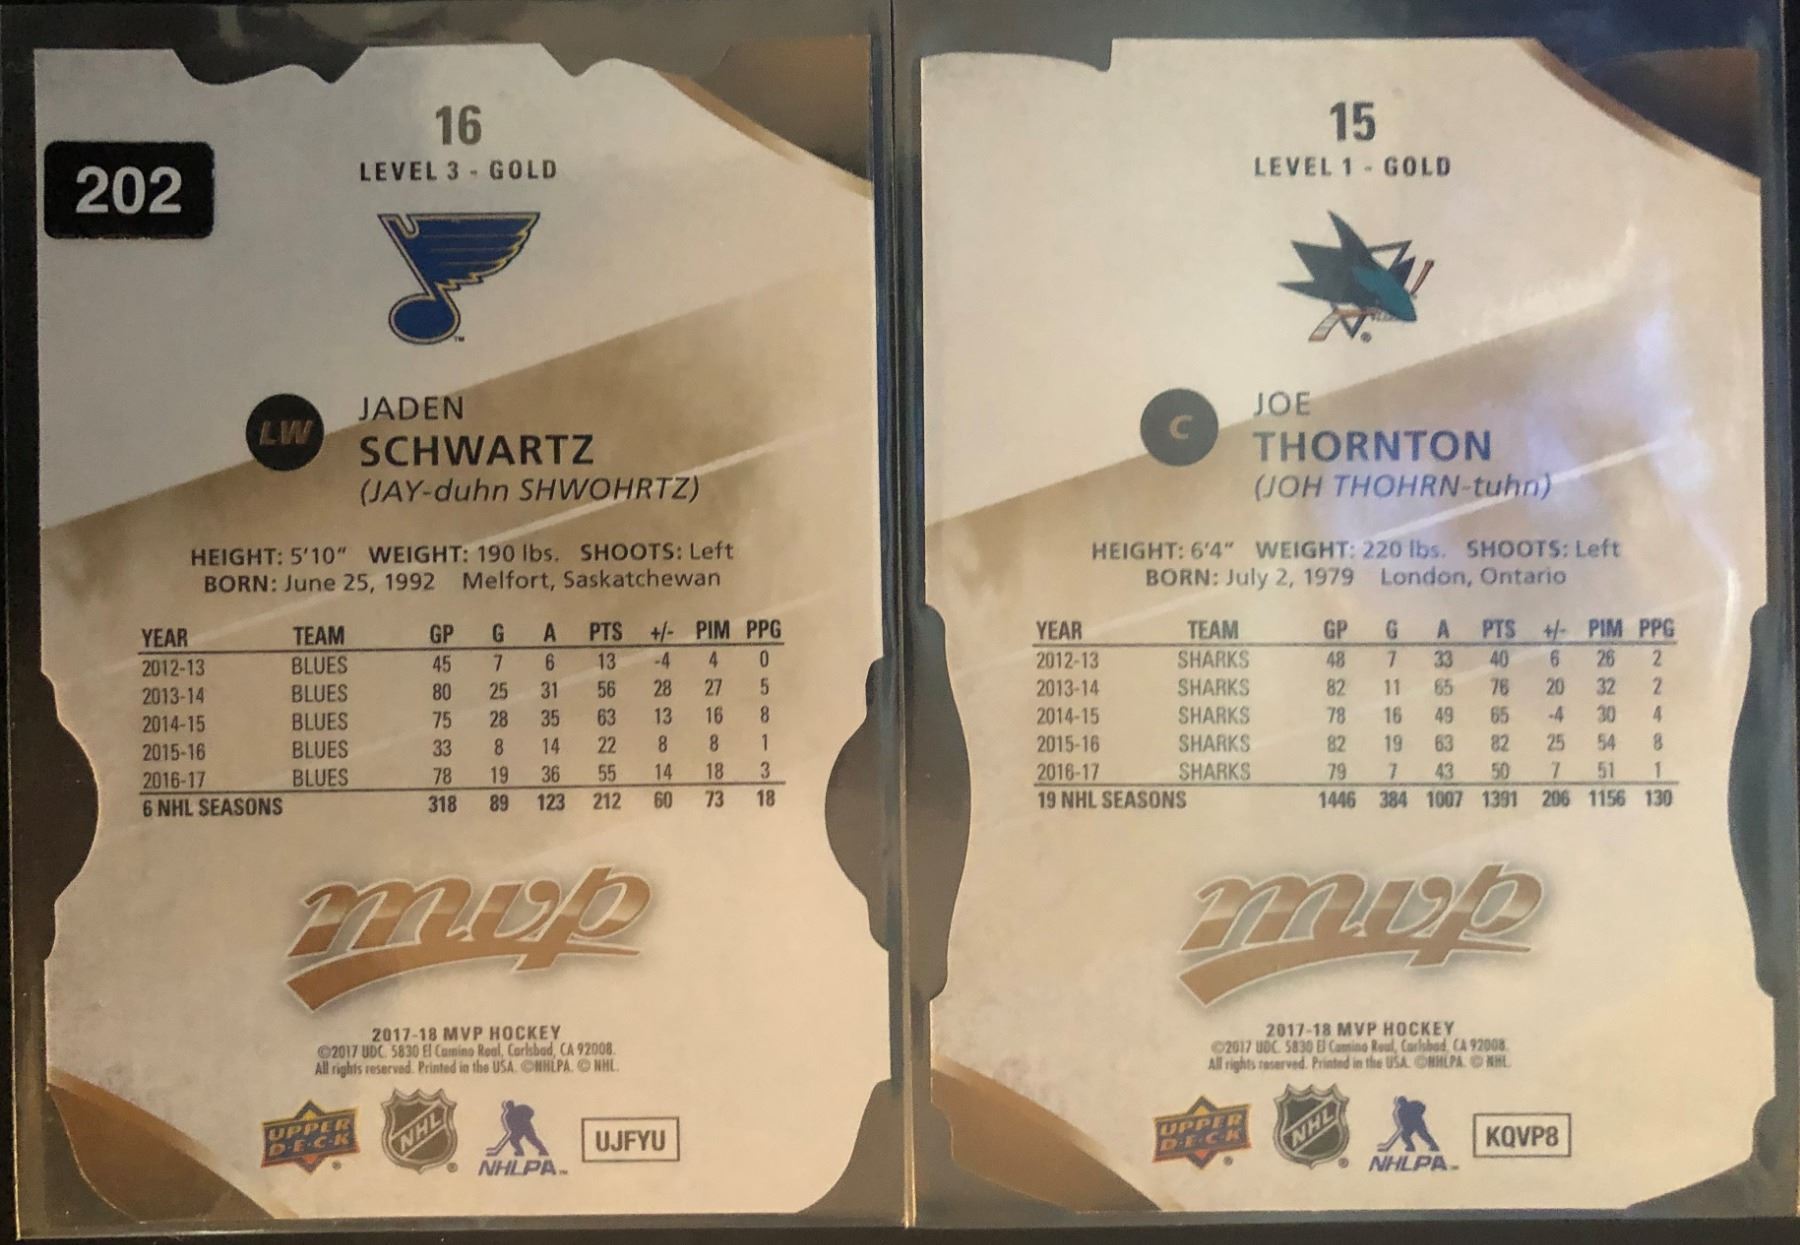 202
16
LEVEL 3 - GOLD
LW
JADEN
SCHWARTZ
(JAY-duhn SHWOHRTZ)
HEIGHT: 5'10" WEIGHT: 190 lbs. SHOOTS: Left
BORN: June 25, 1992 Melfort, Saskatchewan
YEAR TEAM GP G A PTS +/- PIM PPG
2012-13 BLUES 45 7 6 13 -4 4 0
2013-14 BLUES 80 25 31 56 28 27 5
2014-15 BLUES 75 28 35 63 13 16 8
2015-16 BLUES 33 8 14 22 8 8 1
2016-17 BLUES 78 19 36 55 14 18 3
6 NHL SEASONS 318 89 123 212 60 73 18
mvp
2017-18 MVP HOCKEY
©2017 UDC. 5830 El Camino Real, Carlsbad, CA 92008.
All rights reserved. Printed in the USA. ©NHLPA. © NHL.
UPPER
D·E·C·K
NHL
NHLPA™
UJFYU
15
LEVEL 1 - GOLD
C
JOE
THORNTON
(JOH THOHRN-tuhn)
HEIGHT: 6'4" WEIGHT: 220 lbs. SHOOTS: Left
BORN: July 2, 1979 London, Ontario
YEAR TEAM GP G A PTS +/- PIM PPG
2012-13 SHARKS 48 7 33 40 6 26 2
2013-14 SHARKS 82 11 65 76 20 32 2
2014-15 SHARKS 78 16 49 65 -4 30 4
2015-16 SHARKS 82 19 63 82 25 54 8
2016-17 SHARKS 79 7 43 50 7 51 1
19 NHL SEASONS 1446 384 1007 1391 206 1156 130
mvp
2017-18 MVP HOCKEY
©2017 UDC. 5830 El Camino Real, Carlsbad, CA 92008.
All rights reserved. Printed in the USA. ©NHLPA. © NHL.
UPPER
D·E·C·K
NHL
NHLPA™
KQVP8